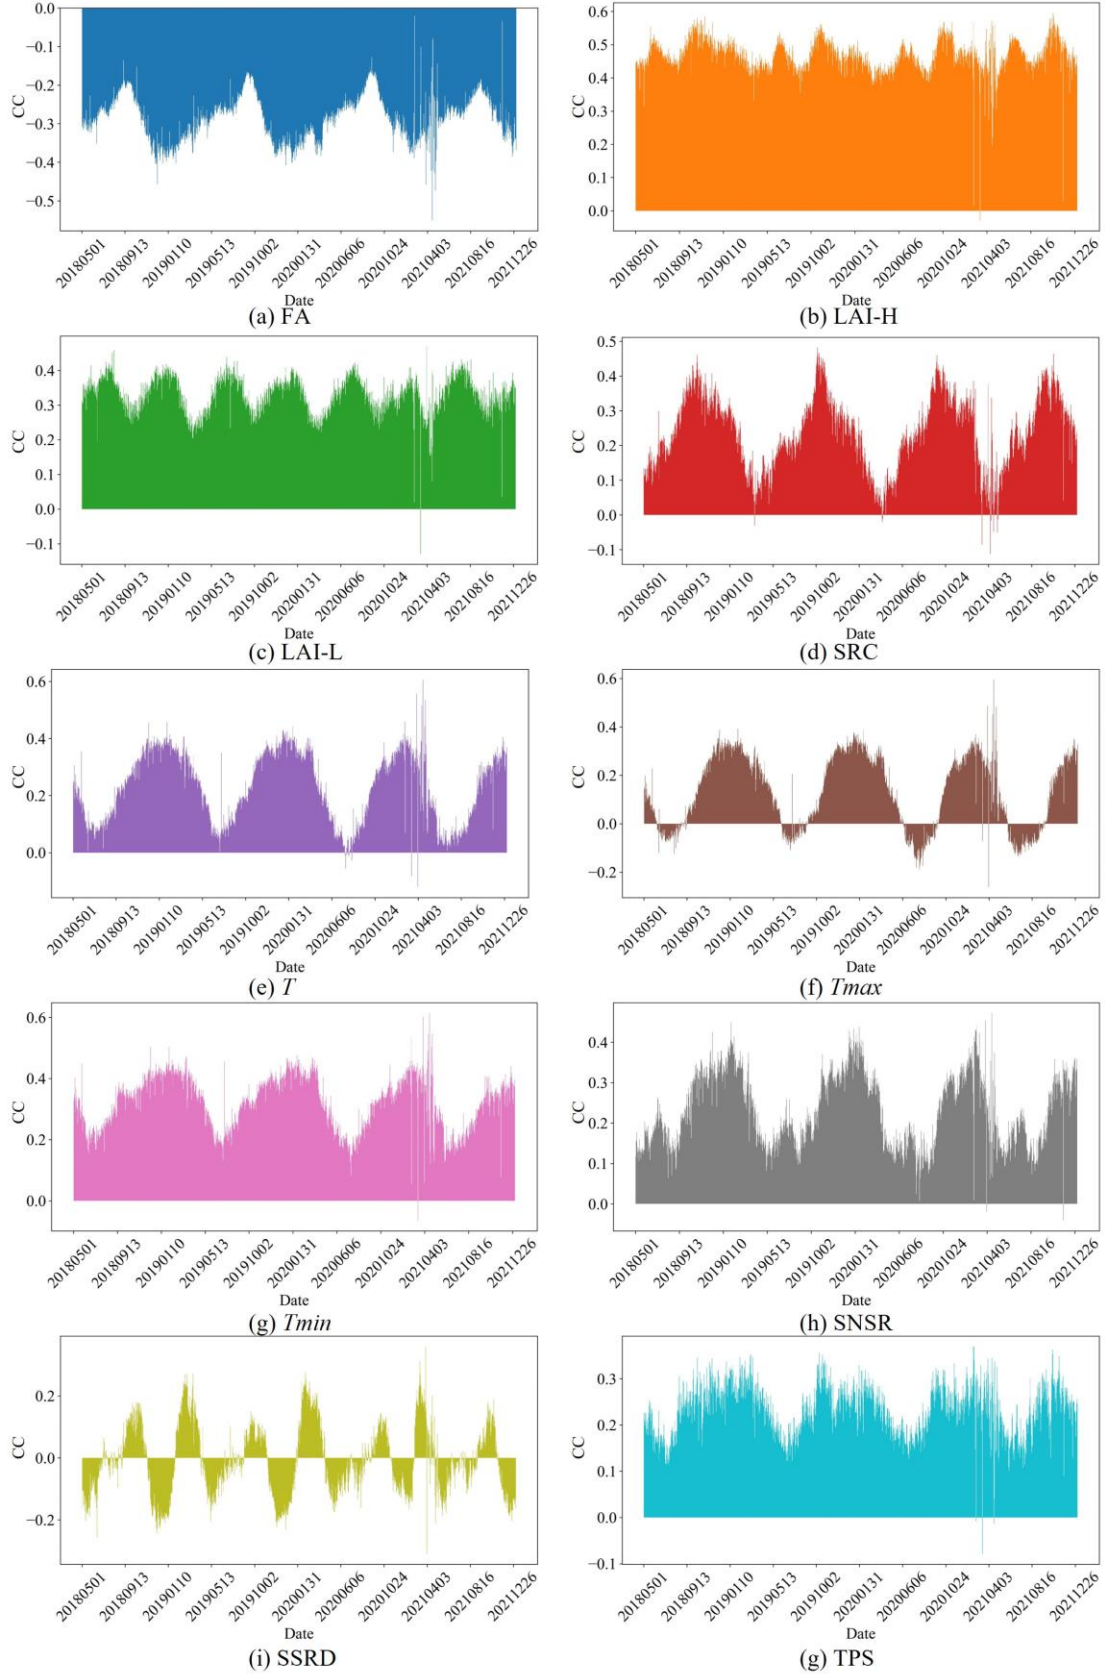 0.0
−0.1
−0.2
−0.3
−0.4
−0.5
CC
20180501 20180913 20190110 20190513 20191002 20200131 20200606 20201024 20210403 20210816 20211226
Date
(a) FA
0.6
0.5
0.4
0.3
0.2
0.1
0.0
CC
20180501 20180913 20190110 20190513 20191002 20200131 20200606 20201024 20210403 20210816 20211226
Date
(b) LAI-H
0.4
0.3
0.2
0.1
0.0
−0.1
CC
20180501 20180913 20190110 20190513 20191002 20200131 20200606 20201024 20210403 20210816 20211226
Date
(c) LAI-L
0.5
0.4
0.3
0.2
0.1
0.0
−0.1
CC
20180501 20180913 20190110 20190513 20191002 20200131 20200606 20201024 20210403 20210816 20211226
Date
(d) SRC
0.6
0.4
0.2
0.0
CC
20180501 20180913 20190110 20190513 20191002 20200131 20200606 20201024 20210403 20210816 20211226
Date
(e) T
0.6
0.4
0.2
0.0
−0.2
CC
20180501 20180913 20190110 20190513 20191002 20200131 20200606 20201024 20210403 20210816 20211226
Date
(f) Tmax
0.6
0.4
0.2
0.0
CC
20180501 20180913 20190110 20190513 20191002 20200131 20200606 20201024 20210403 20210816 20211226
Date
(g) Tmin
0.4
0.3
0.2
0.1
0.0
CC
20180501 20180913 20190110 20190513 20191002 20200131 20200606 20201024 20210403 20210816 20211226
Date
(h) SNSR
0.2
0.0
−0.2
CC
20180501 20180913 20190110 20190513 20191002 20200131 20200606 20201024 20210403 20210816 20211226
Date
(i) SSRD
0.3
0.2
0.1
0.0
−0.1
CC
20180501 20180913 20190110 20190513 20191002 20200131 20200606 20201024 20210403 20210816 20211226
Date
(g) TPS